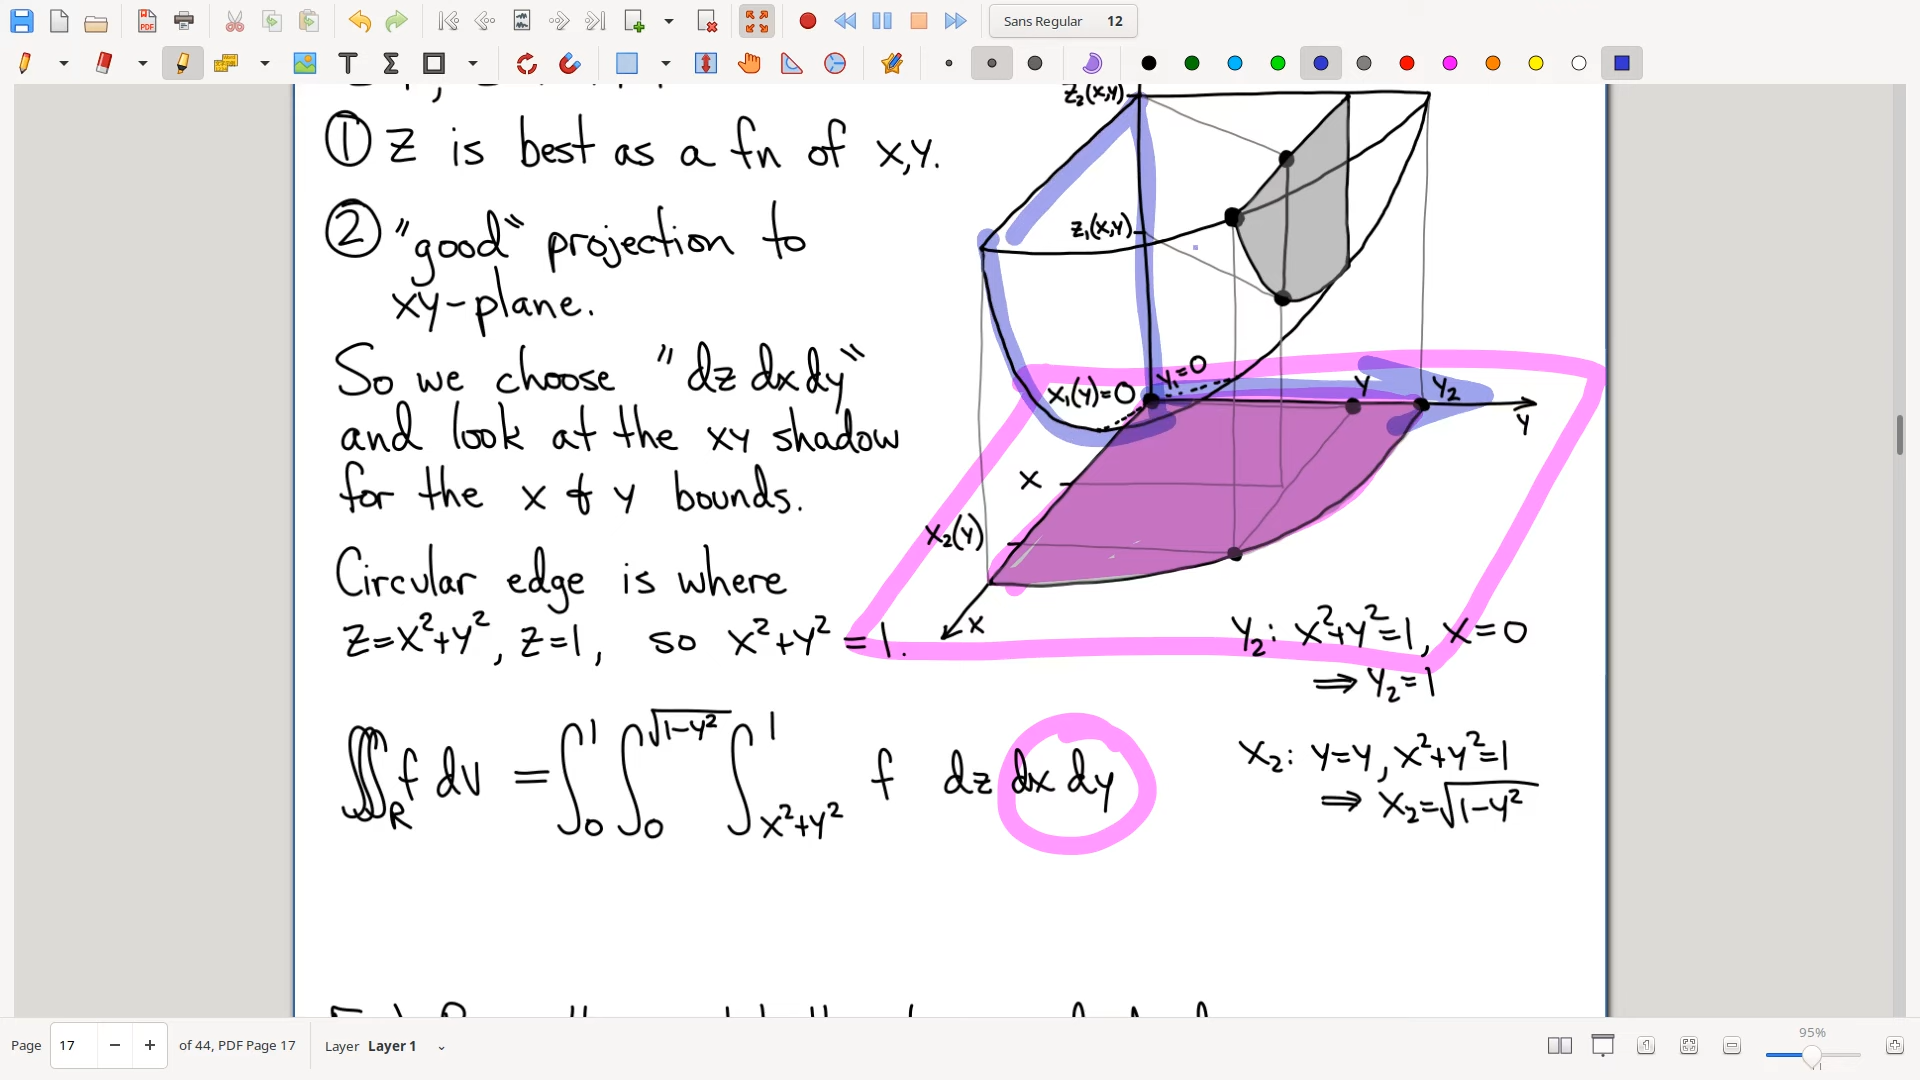 Sans Regular 12
① z is best as a fn of x,y.
② "good" projection to
xy-plane.
So we choose "dz dx dy"
and look at the xy shadow
for the x & y bounds.
Circular edge is where
z=x²+y², z=1, so x²+y²=1.
z₂(x,y)
z₁(x,y)
x₁(y)=0
y₁=0
y
y₂
y
x
x₂(y)
x
y₂: x²+y²=1, x=0
⟹ y₂=1
∭_R f dV = ∫₀¹ ∫₀^√(1-y²) ∫_{x²+y²}^1 f dz dx dy
x₂: y=y, x²+y²=1
⟹ x₂=√(1-y²)
Page 17 of 44, PDF Page 17 Layer Layer 1
95%